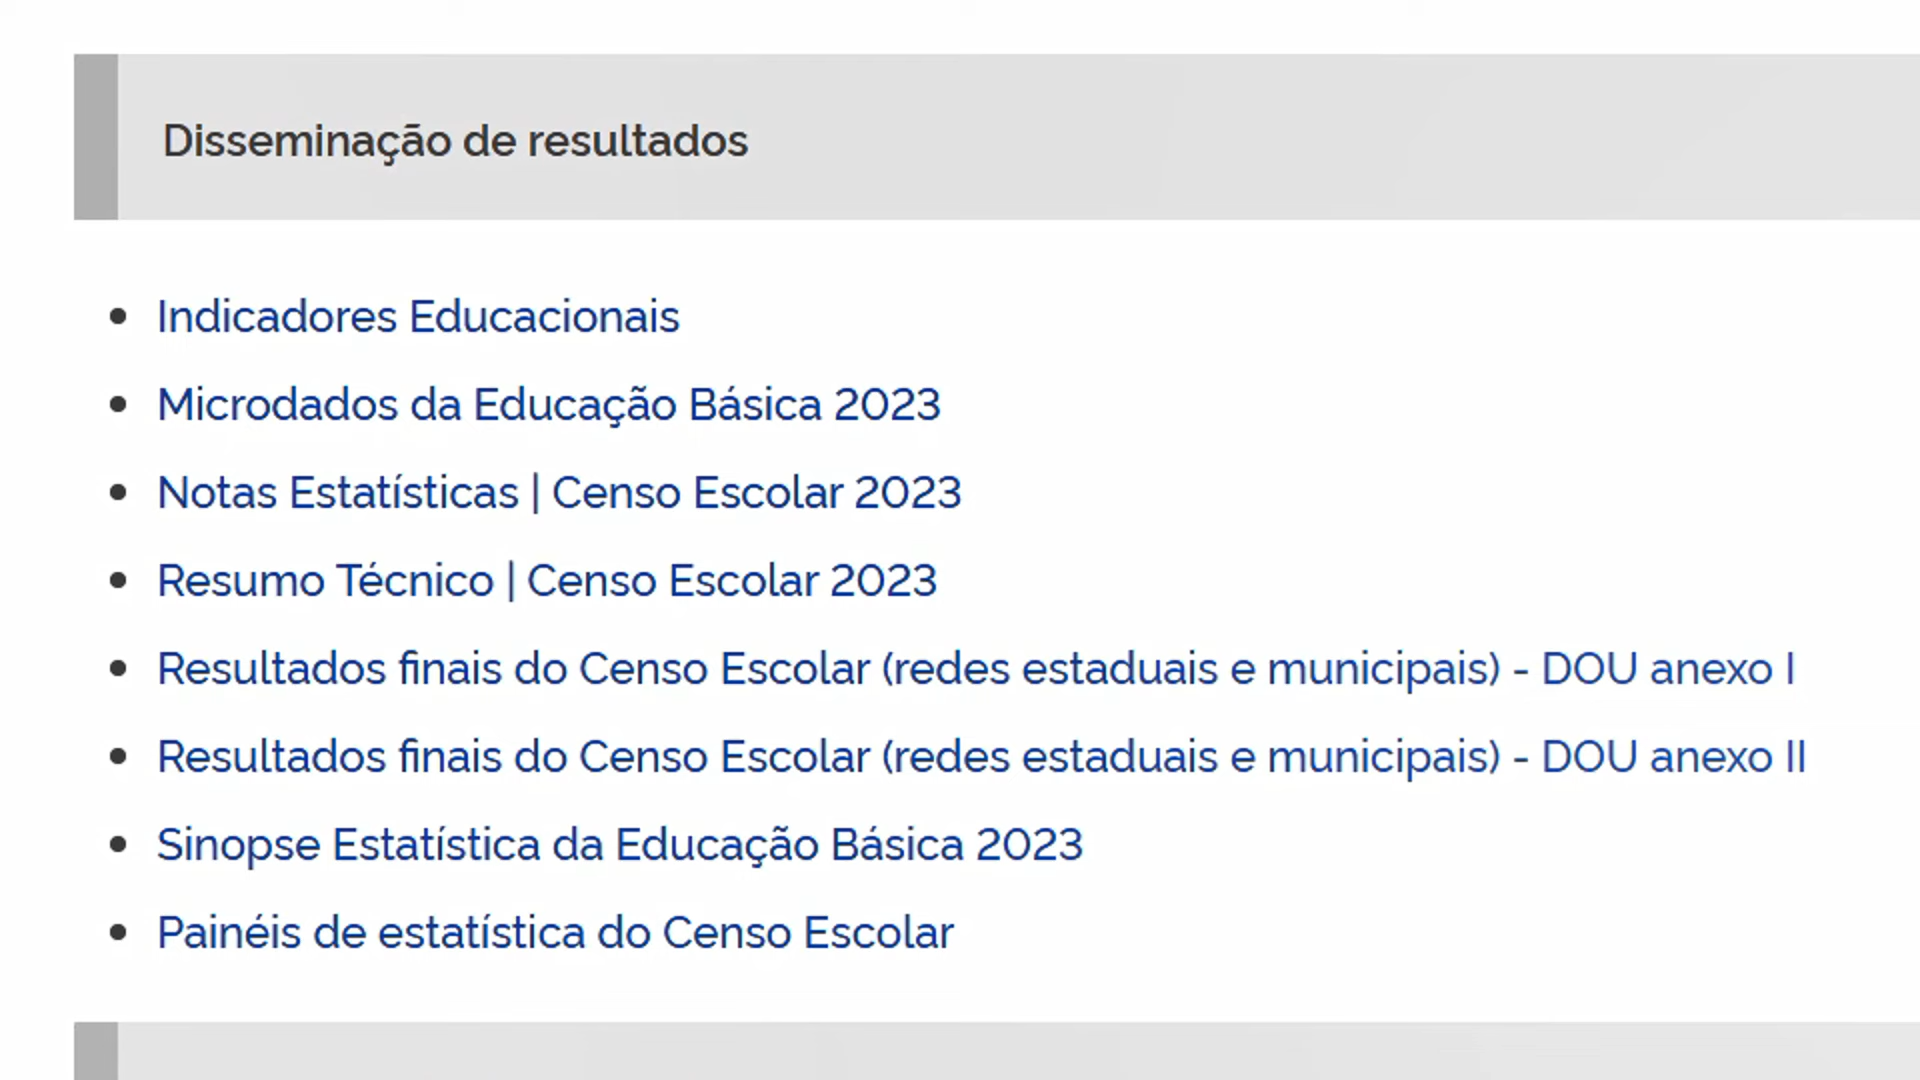 Disseminação de resultados
Indicadores Educacionais
Microdados da Educação Básica 2023
Notas Estatísticas | Censo Escolar 2023
Resumo Técnico | Censo Escolar 2023
Resultados finais do Censo Escolar (redes estaduais e municipais) - DOU anexo I
Resultados finais do Censo Escolar (redes estaduais e municipais) - DOU anexo II
Sinopse Estatística da Educação Básica 2023
Painéis de estatística do Censo Escolar